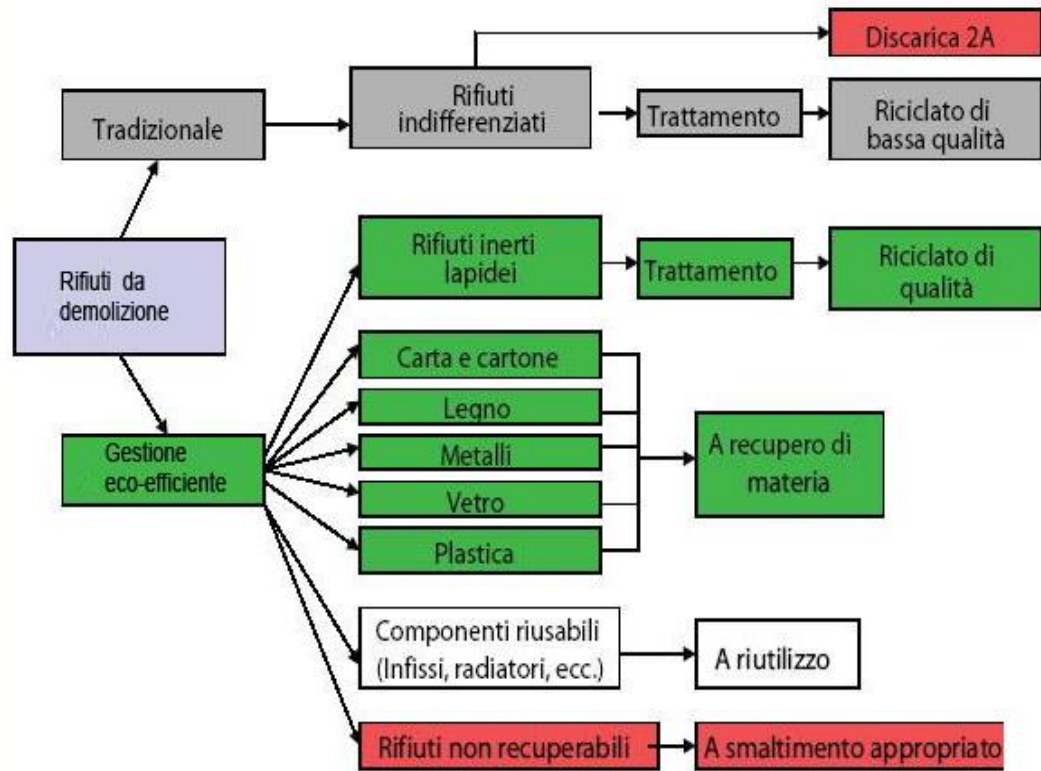 Discarica 2A
Tradizionale
Rifiuti
indifferenziati
Trattamento
Riciclato di
bassa qualità
Rifiuti da
demolizione
Rifiuti inerti
lapidei
Trattamento
Riciclato di
qualità
Gestione
eco-efficiente
Carta e cartone
Legno
Metalli
Vetro
Plastica
A recupero di
materia
Componenti riusabili
(Infissi, radiatori, ecc.)
A riutilizzo
Rifiuti non recuperabili
A smaltimento appropriato